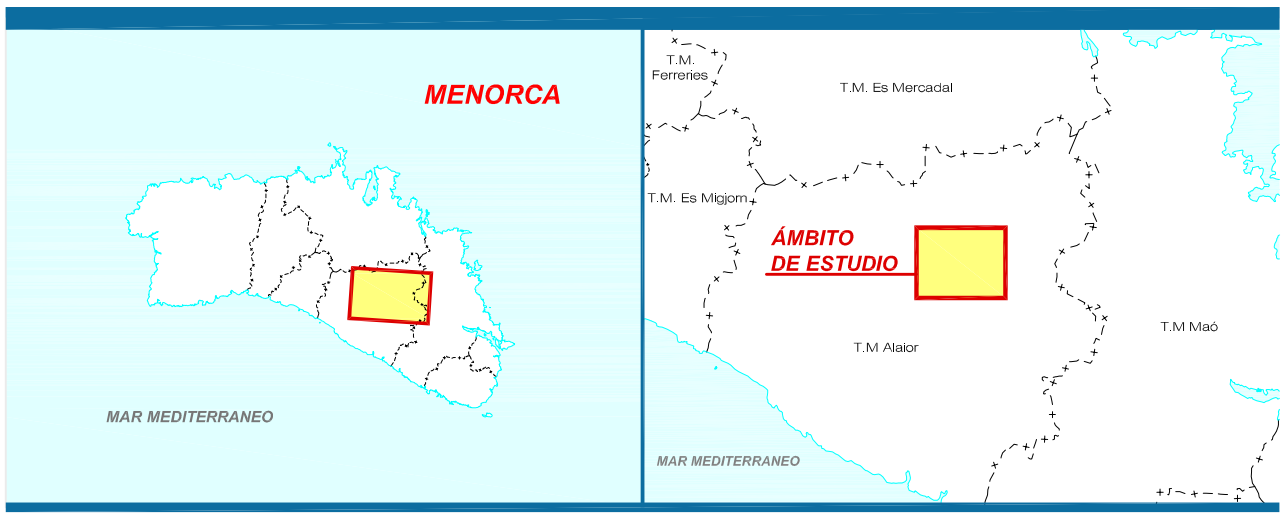 MENORCA
MAR MEDITERRANEO
T.M.
Ferreries
T.M. Es Mercadal
T.M. Es Migjorn
ÁMBITO
DE ESTUDIO
T.M Maó
T.M Alaior
MAR MEDITERRANEO